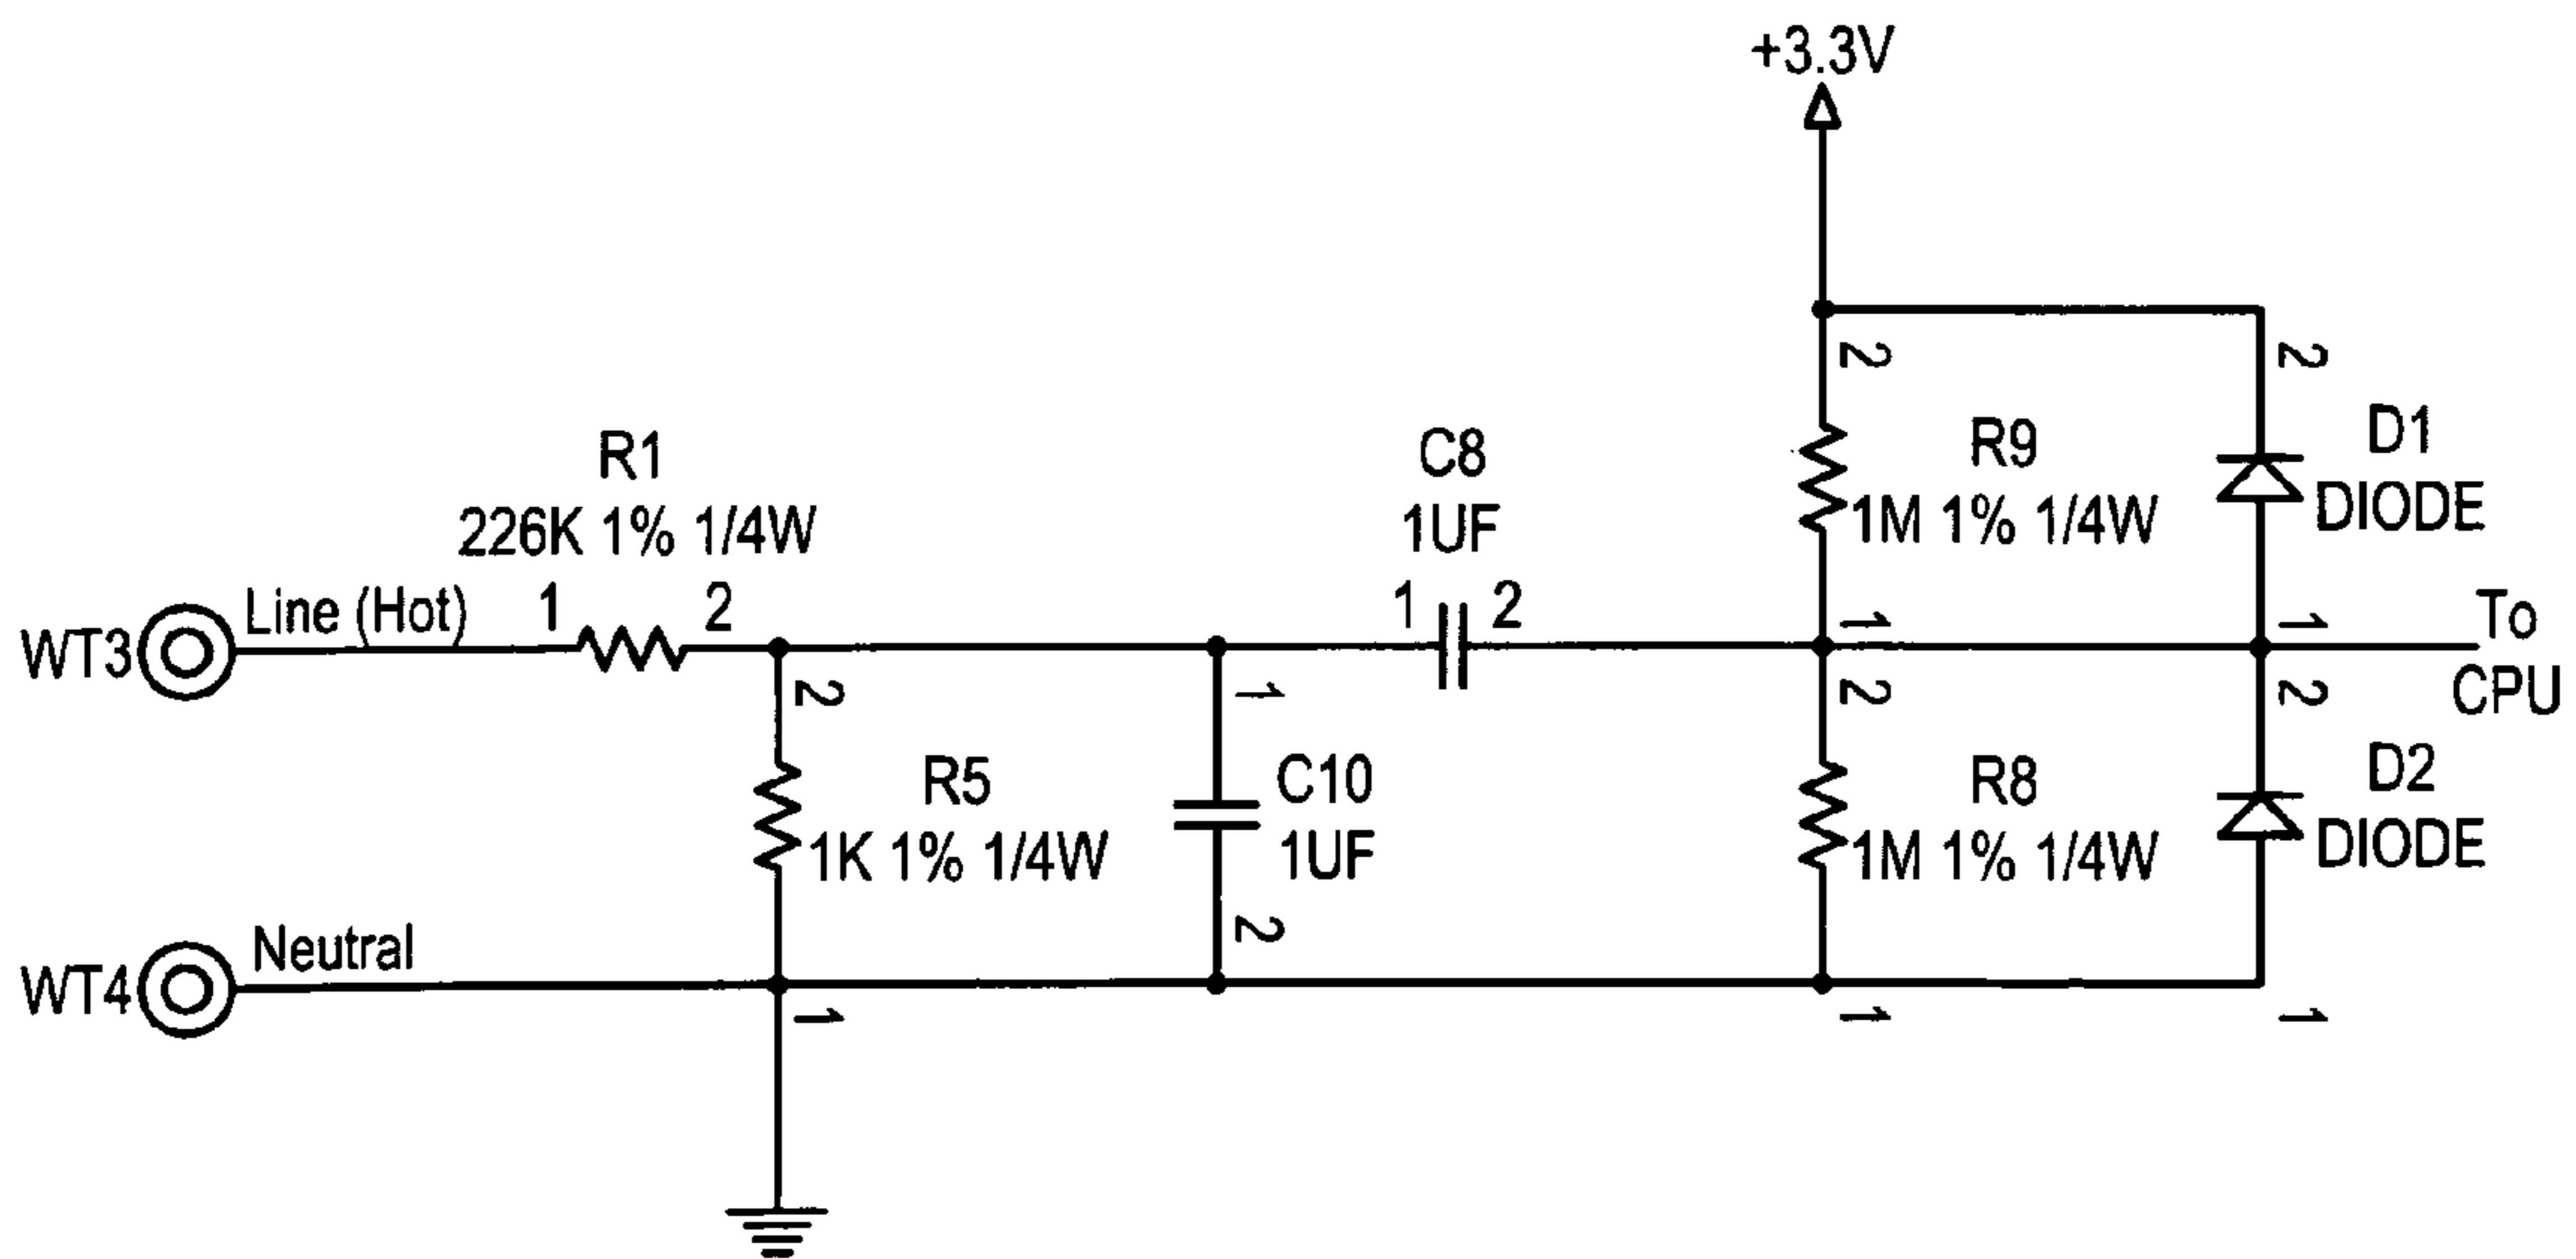 +3.3V
2
2
R1
226K 1% 1/4W
C8
1UF
R9
1M 1% 1/4W
D1
DIODE
WT3
Line (Hot)
1
2
1
2
1
1
To
CPU
2
1
2
2
R5
1K 1% 1/4W
C10
1UF
R8
1M 1% 1/4W
D2
DIODE
2
WT4
Neutral
1
1
1